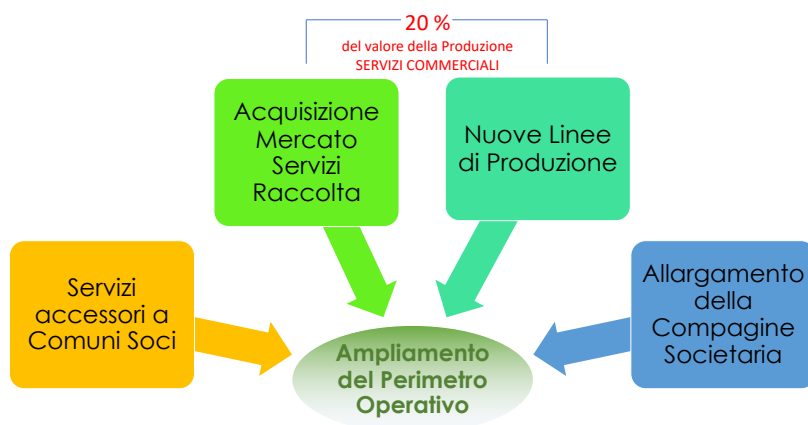 20 %
del valore della Produzione
SERVIZI COMMERCIALI
Acquisizione
Mercato
Servizi
Raccolta
Nuove Linee
di Produzione
Servizi
accessori a
Comuni Soci
Allargamento
della
Compagine
Societaria
Ampliamento
del Perimetro
Operativo